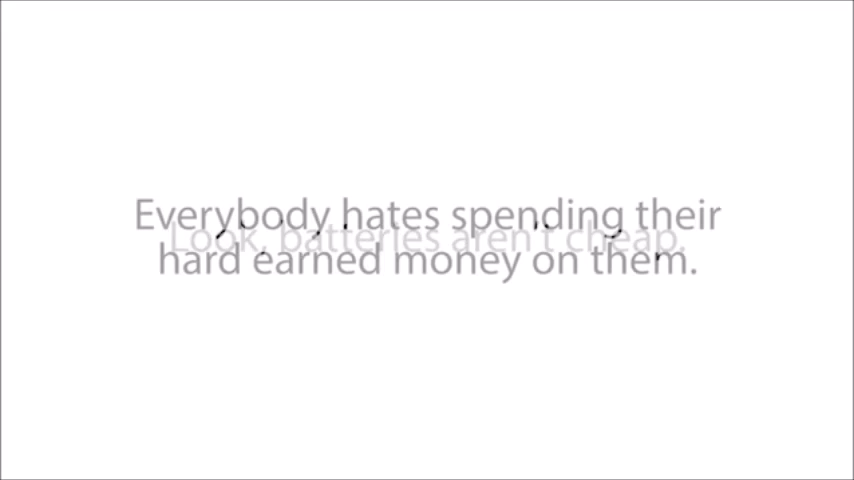 Everybody hates spending their
Look, batteries aren't cheap.
hard earned money on them.